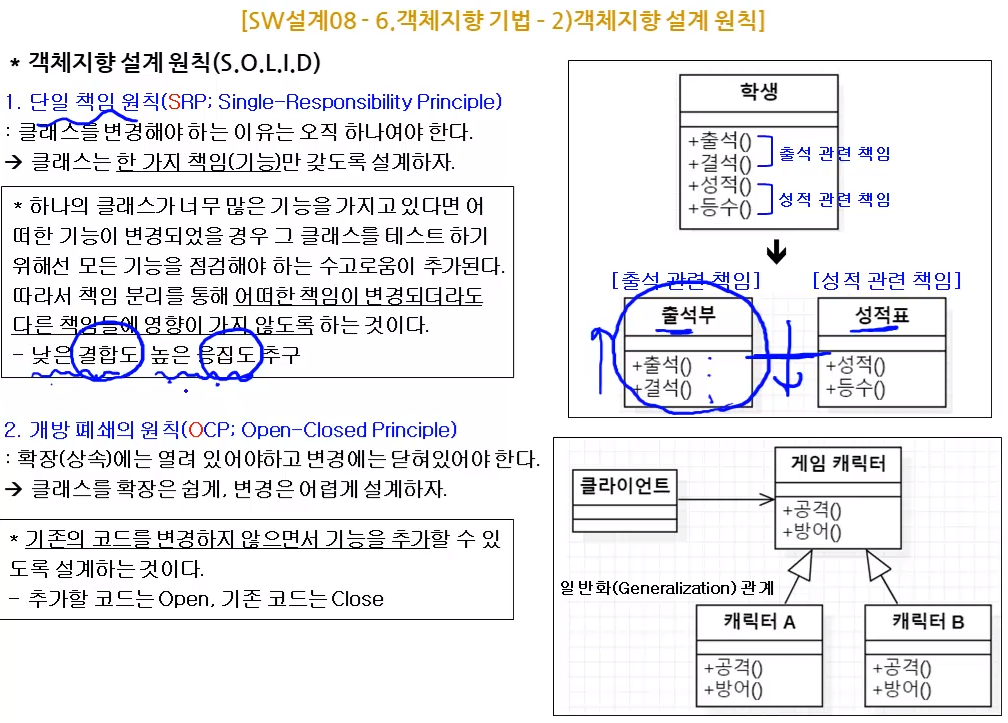 [SW설계08 - 6.객체지향 기법 - 2)객체지향 설계 원칙]
* 객체지향 설계 원칙(S.O.L.I.D)
1. 단일 책임 원칙(SRP; Single-Responsibility Principle)
: 클래스를 변경해야 하는 이유는 오직 하나여야 한다.
→ 클래스는 한 가지 책임(기능)만 갖도록 설계하자.
* 하나의 클래스가 너무 많은 기능을 가지고 있다면 어
떠한 기능이 변경되었을 경우 그 클래스를 테스트 하기
위해선 모든 기능을 점검해야 하는 수고로움이 추가된다.
따라서 책임 분리를 통해 어떠한 책임이 변경되더라도
다른 책임들에 영향이 가지 않도록 하는 것이다.
- 낮은 결합도 높은 응집도 추구
학생
+출석()
+결석()
출석 관련 책임
+성적()
+등수()
성적 관련 책임
[출석 관련 책임]
출석부
+출석()
+결석()
[성적 관련 책임]
성적표
+성적()
+등수()
2. 개방 폐쇄의 원칙(OCP; Open-Closed Principle)
: 확장(상속)에는 열려 있어야하고 변경에는 닫혀있어야 한다.
→ 클래스를 확장은 쉽게, 변경은 어렵게 설계하자.
* 기존의 코드를 변경하지 않으면서 기능을 추가할 수 있
도록 설계하는 것이다.
- 추가할 코드는 Open, 기존 코드는 Close
클라이언트
게임 캐릭터
+공격()
+방어()
일반화(Generalization) 관계
캐릭터 A
+공격()
+방어()
캐릭터 B
+공격()
+방어()